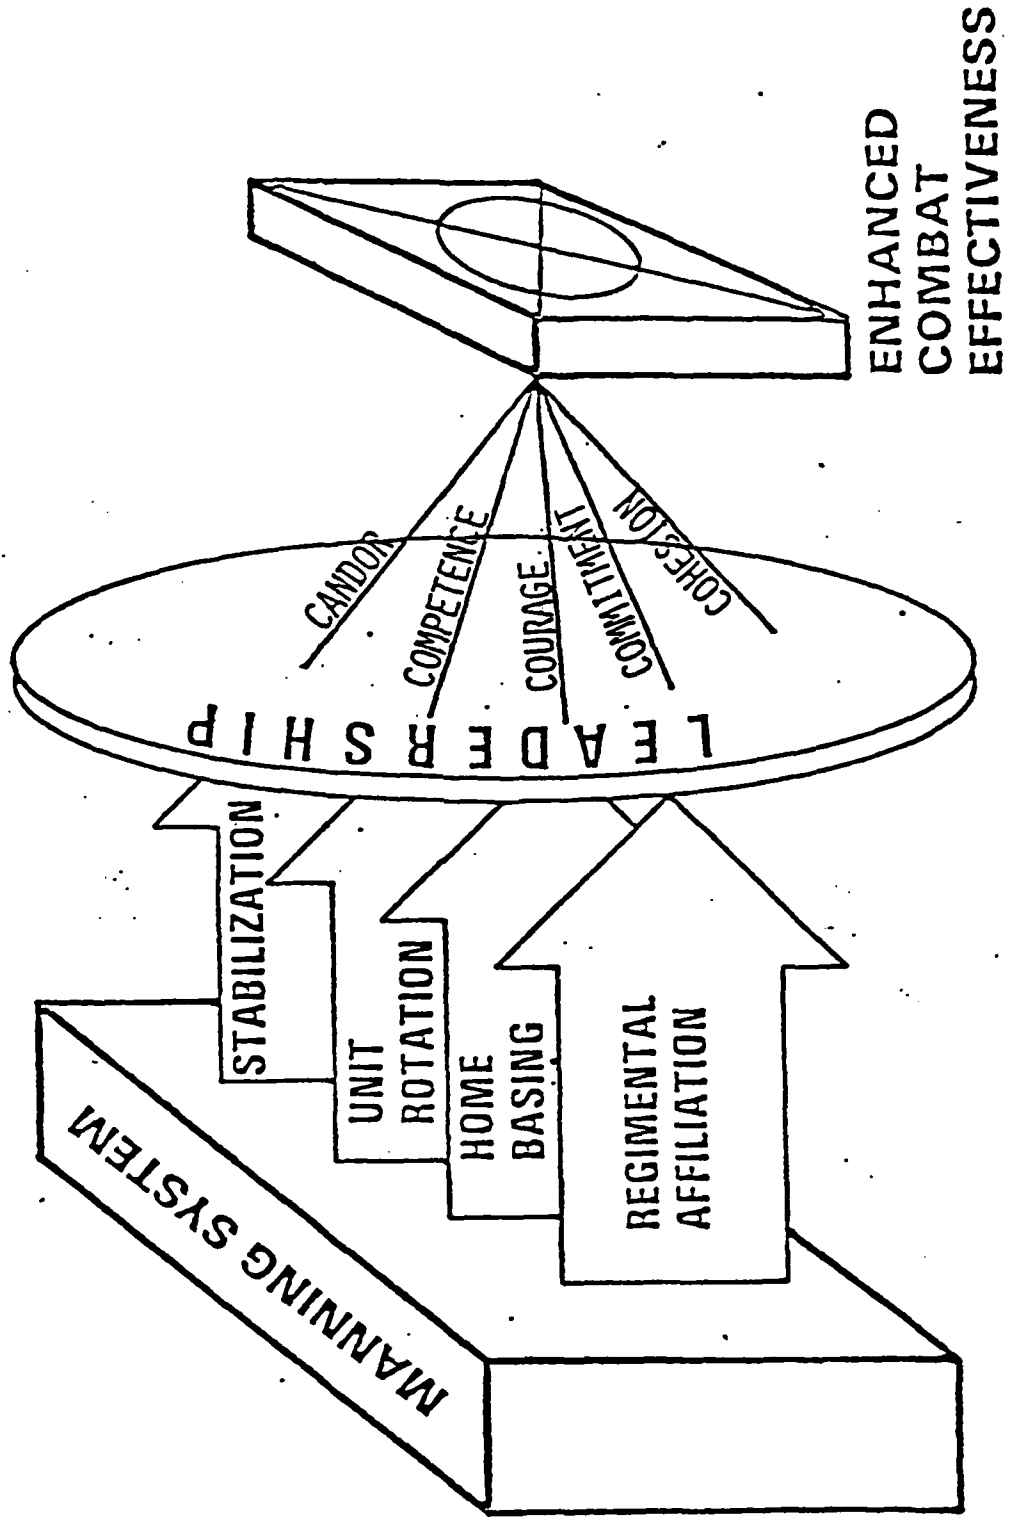 MANNING SYSTEM
STABILIZATION
UNIT
ROTATION
HOME
BASING
REGIMENTAL
AFFILIATION
LEADERSHIP
CANDOR
COMPETENCE
COURAGE
COMMITMENT
COHESION
ENHANCED
COMBAT
EFFECTIVENESS